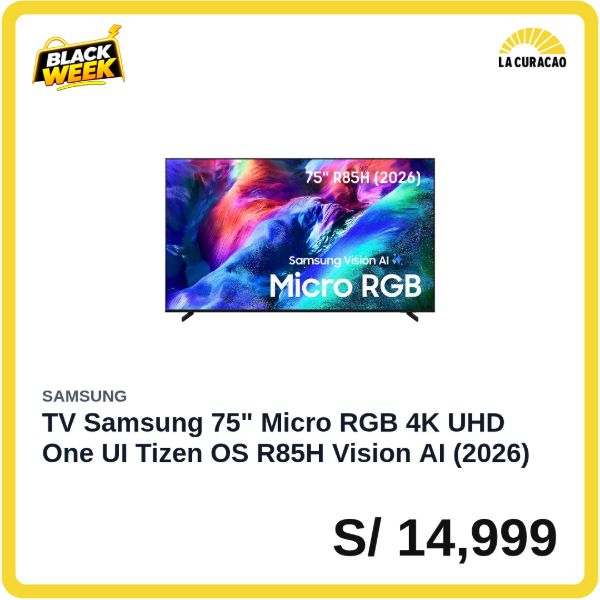 BLACK
WEEK
LA CURACAO
75" R85H (2026)
Samsung Vision AI
Micro RGB
SAMSUNG
TV Samsung 75" Micro RGB 4K UHD
One UI Tizen OS R85H Vision AI (2026)
S/ 14,999